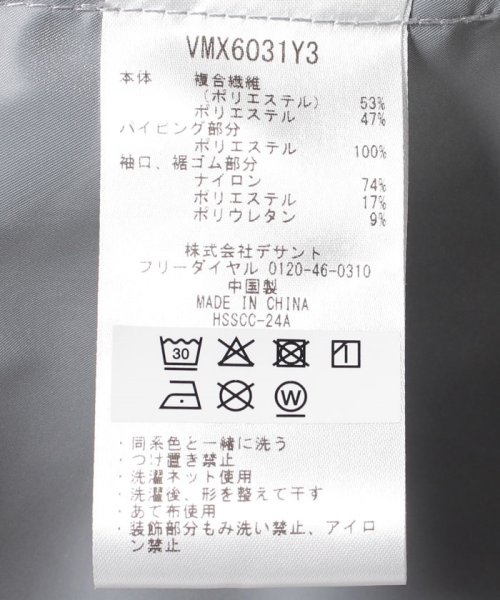 VMX6031Y3
本体 複合繊維
(ポリエステル) 53%
ポリエステル 47%
パイピング部分
ポリエステル 100%
袖口、裾ゴム部分
ナイロン 74%
ポリエステル 17%
ポリウレタン 9%
株式会社デサント
フリーダイヤル 0120-46-0310
中国製
MADE IN CHINA
HSSCC-24A
30
W
・同系色と一緒に洗う
・つけ置き禁止
・洗濯ネット使用
・洗濯後、形を整えて干す
・あて布使用
・装飾部分もみ洗い禁止、アイロ
ン禁止